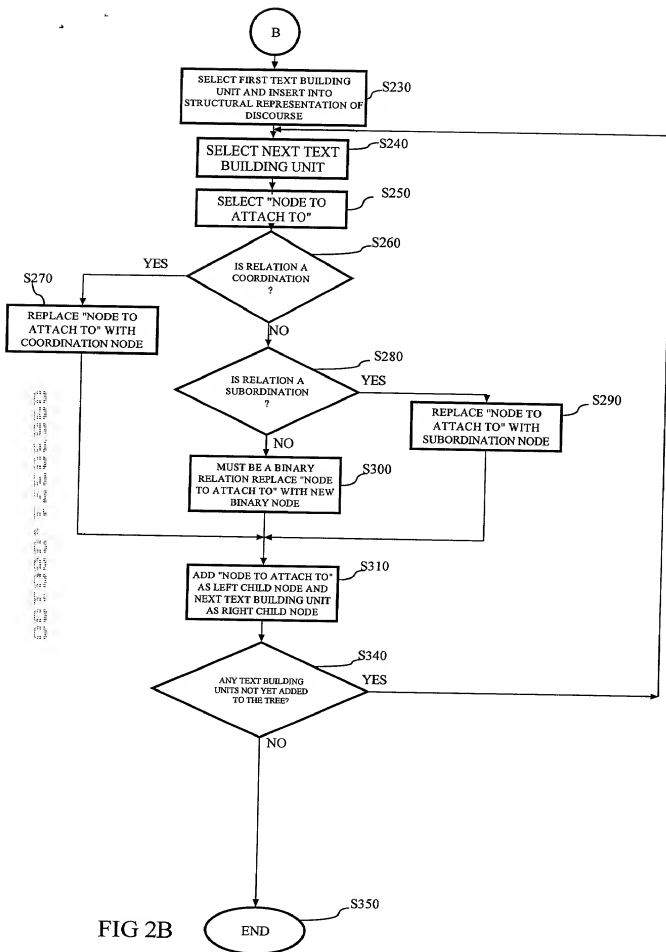 B
SELECT FIRST TEXT BUILDING
UNIT AND INSERT INTO
STRUCTURAL REPRESENTATION OF
DISCOURSE
S230
SELECT NEXT TEXT
BUILDING UNIT
S240
SELECT "NODE TO
ATTACH TO"
S250
S260
IS RELATION A
COORDINATION
?
YES
S270
REPLACE "NODE TO
ATTACH TO" WITH
COORDINATION NODE
NO
S280
IS RELATION A
SUBORDINATION
?
YES
S290
REPLACE "NODE TO
ATTACH TO" WITH
SUBORDINATION NODE
NO
MUST BE A BINARY
RELATION REPLACE "NODE
TO ATTACH TO" WITH NEW
BINARY NODE
S300
ADD "NODE TO ATTACH TO"
AS LEFT CHILD NODE AND
NEXT TEXT BUILDING UNIT
AS RIGHT CHILD NODE
S310
S340
ANY TEXT BUILDING
UNITS NOT YET ADDED
TO THE TREE?
YES
NO
S350
END
FIG 2B